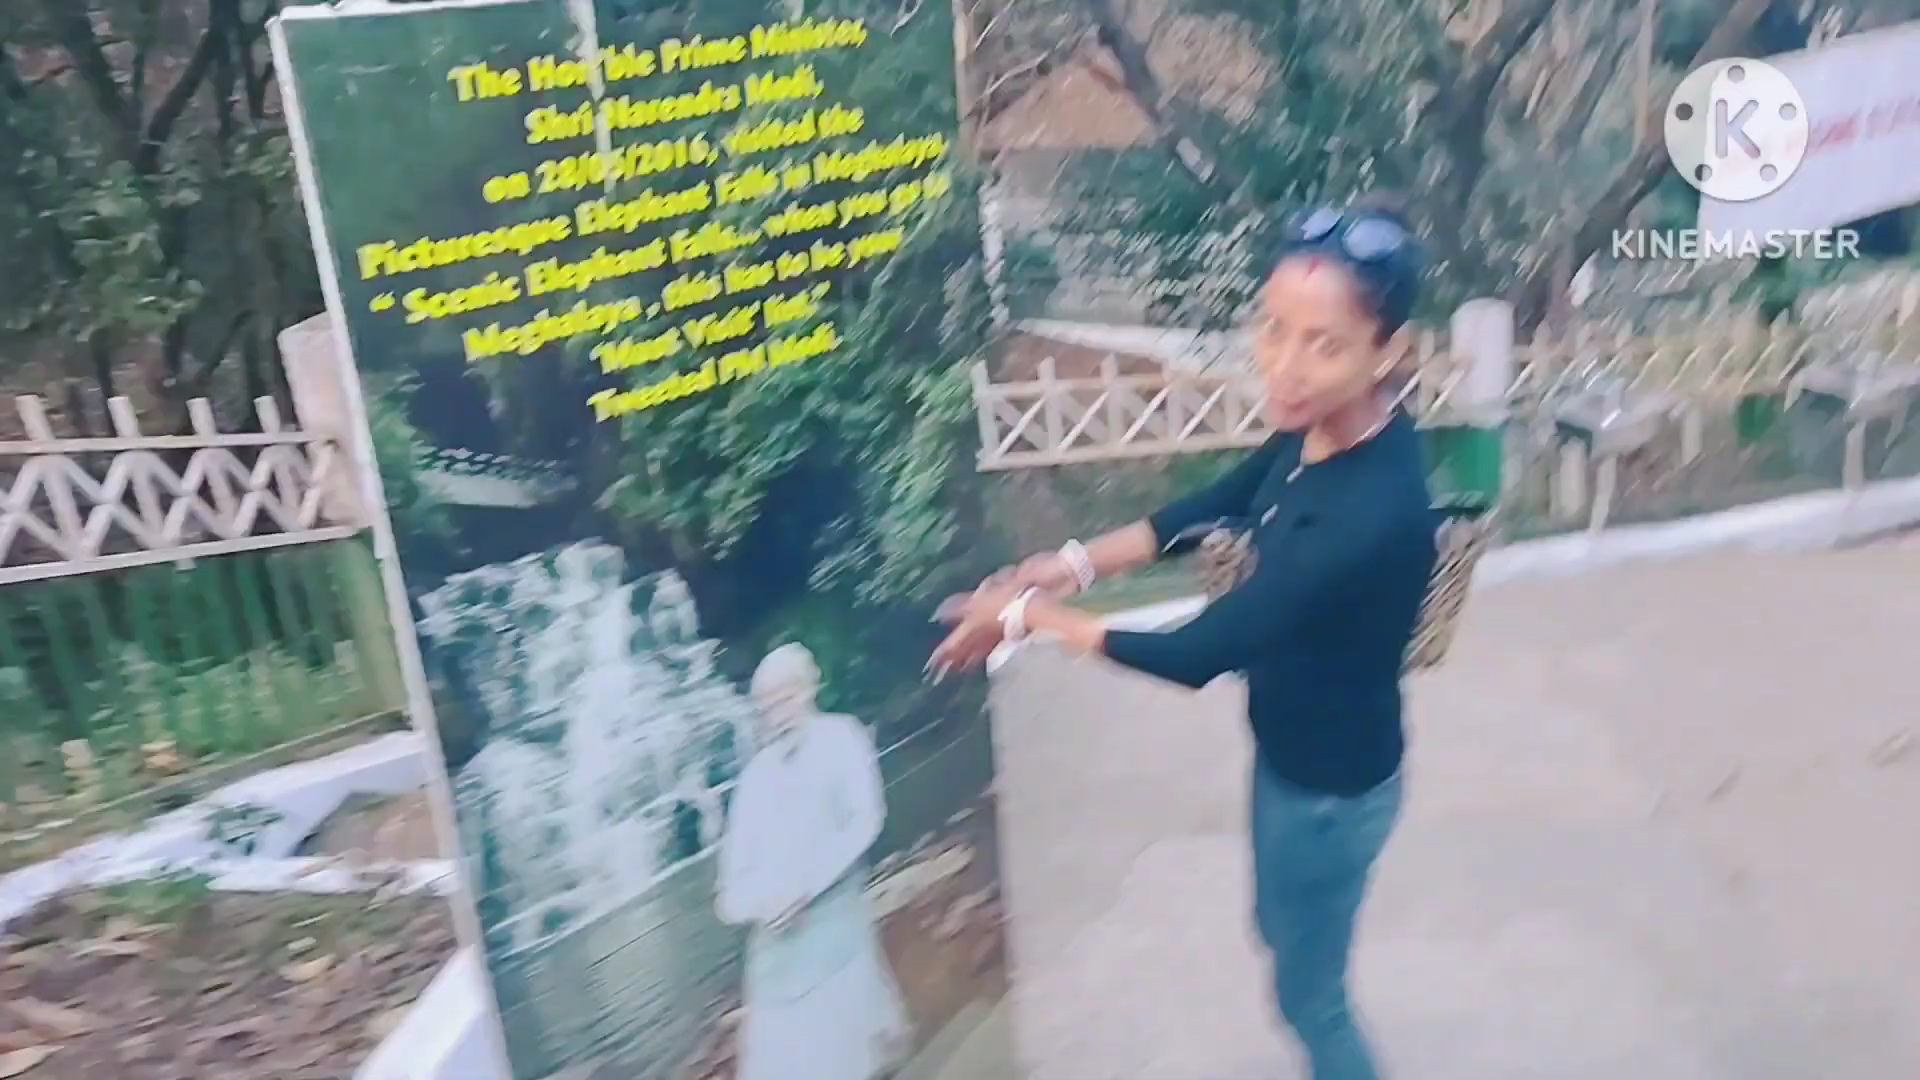 The Hon'ble Prime Minister,
Shri Narendra Modi,
on 28/05/2016, visited the
Picturesque Elephant Falls in Meghalaya.
" Scenic Elephant Falls... when you go to
Meghalaya , this has to be your
'Must Visit' list."
Tweeted PM Modi.
K
KINEMASTER